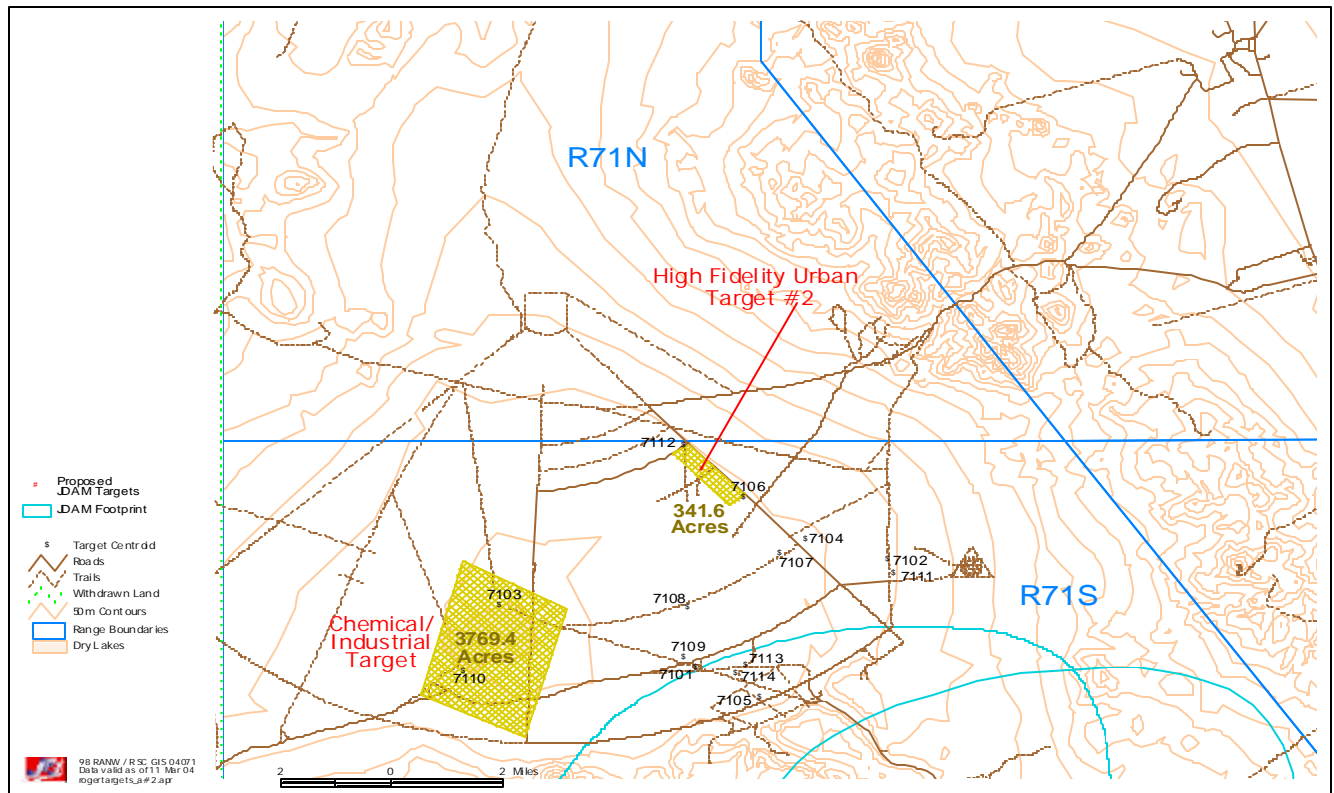 R71N
High Fidelity Urban
Target #2
7112
7106
341.6
Acres
7104
7107
7102
7111
R71S
7103
7108
Chemical/
Industrial
Target
3769.4
Acres
7110
7109
7101
7113
7114
7105
# Proposed
JDAM Targets
JDAM Footprint
$ Target Centroid
Roads
Trails
Withdrawn Land
50m Contours
Range Boundaries
Dry Lakes
98 RANW / RSC GIS 04071
Data valid as of 11 Mar 04
rogertargets_a#2.apr
2 0 2 Miles